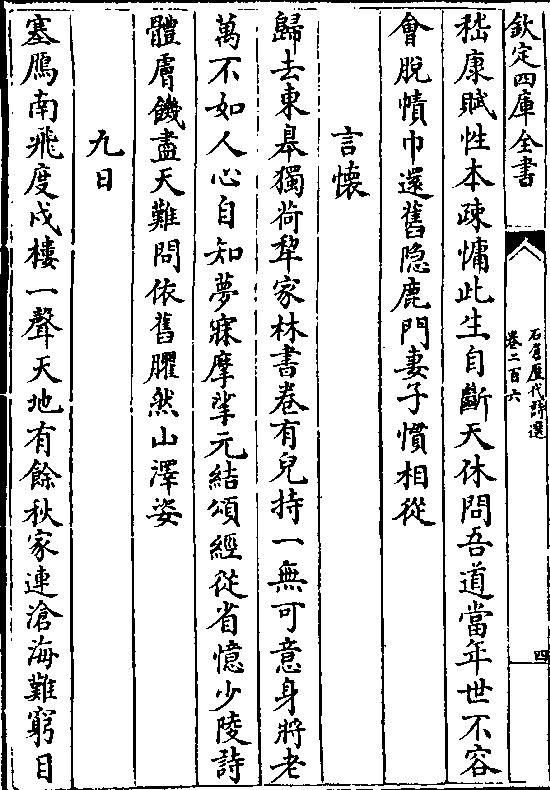 欽定四庫全書
石倉歷代詩選
卷二百六
四
嵇康賦性本疎慵此生自斷天休問吾道當年世不容
會脫幘巾還舊隐鹿門妻子慣相從
言懐
歸去東臯獨荷犂家林書卷有兒持一無可意身將老
萬不如人心自知夢寐摩挲元結頌經從省憶少陵詩
體膚饑盡天難問依舊臞然山澤姿
九日
塞鴈南飛度戍樓一聲天地有餘秋家連滄海難窮目